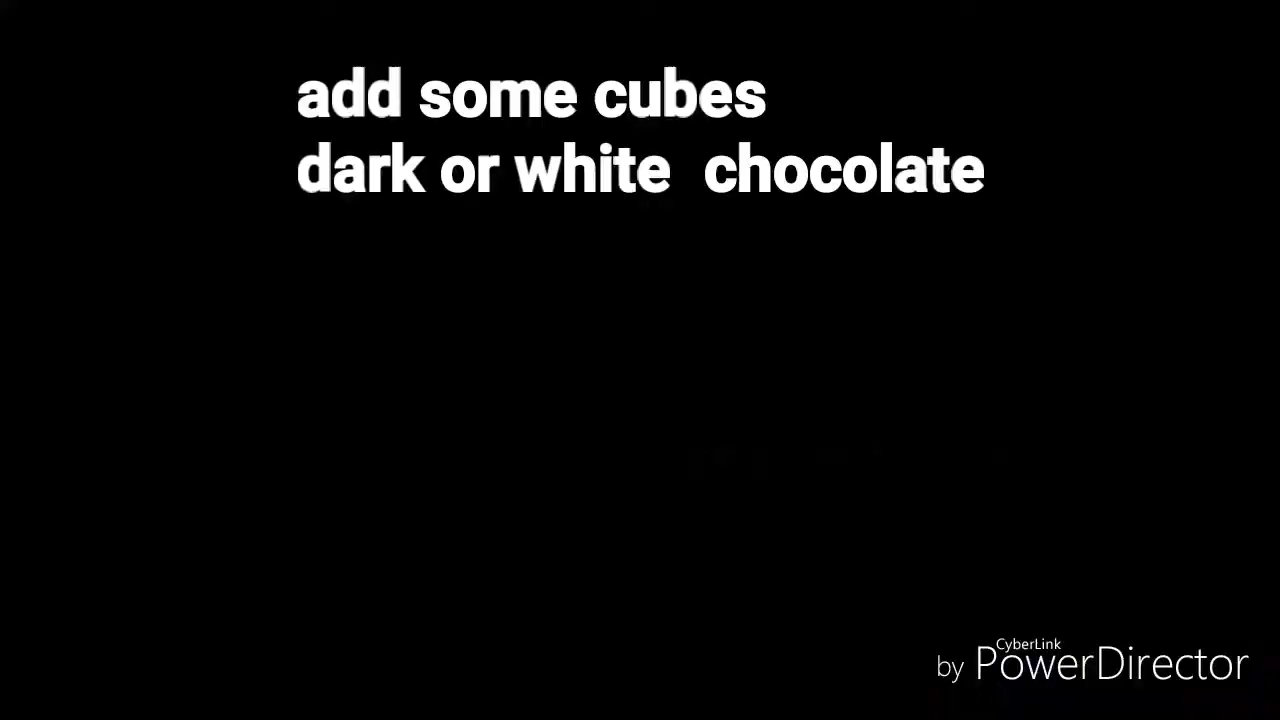 add some cubes
dark or white  chocolate
CyberLink
by PowerDirector